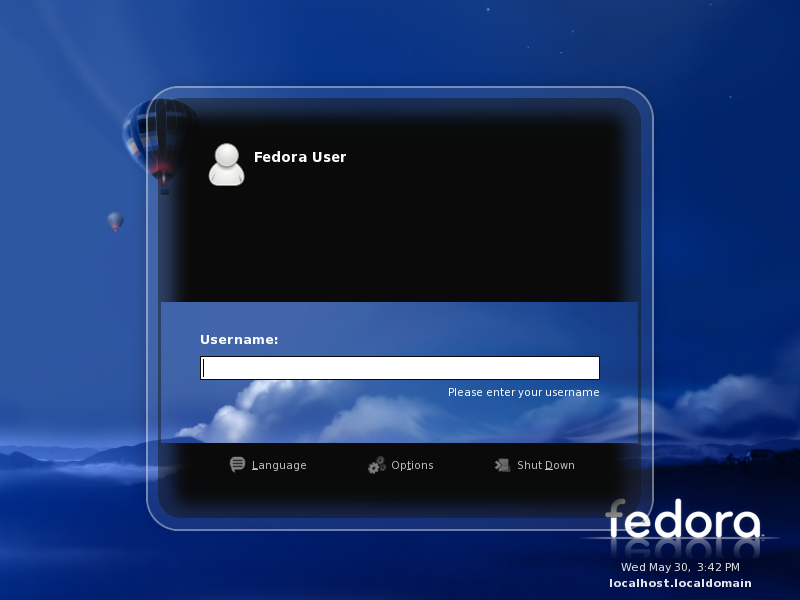 Fedora User
Username:
Please enter your username
Language
Options
Shut Down
fedora
Wed May 30, 3:42 PM
localhost.localdomain